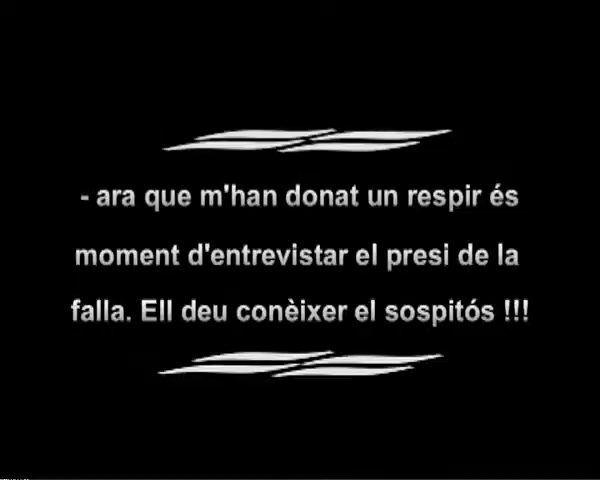 - ara que m'han donat un respir és
moment d'entrevistar el presi de la
falla. Ell deu conèixer el sospitós !!!